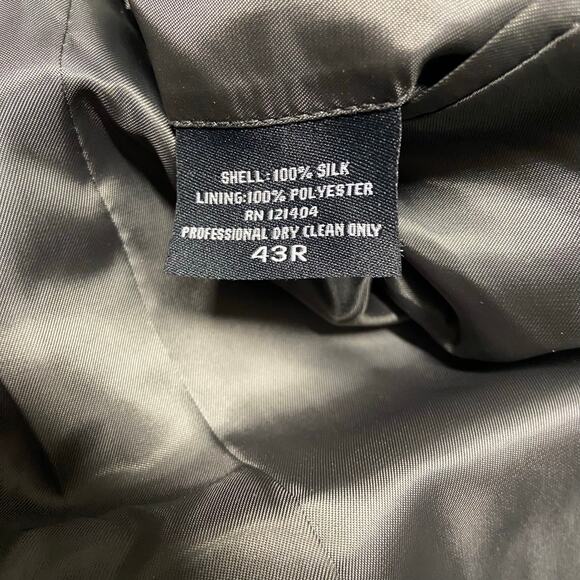 SHELL: 100% SILK
LINING:100% POLYESTER
RN 121404
PROFESSIONAL DRY CLEAN ONLY
43R